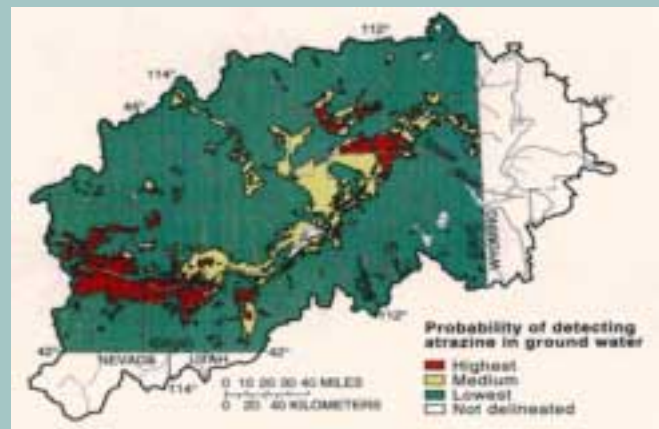 112°
114°
44°
44°
WYOMING
IDAHO
42°
NEVADA
UTAH
42°
114°
112°
0 10 20 30 40 MILES
0 20 40 KILOMETERS
Probability of detecting
atrazine in ground water
Highest
Medium
Lowest
Not delineated